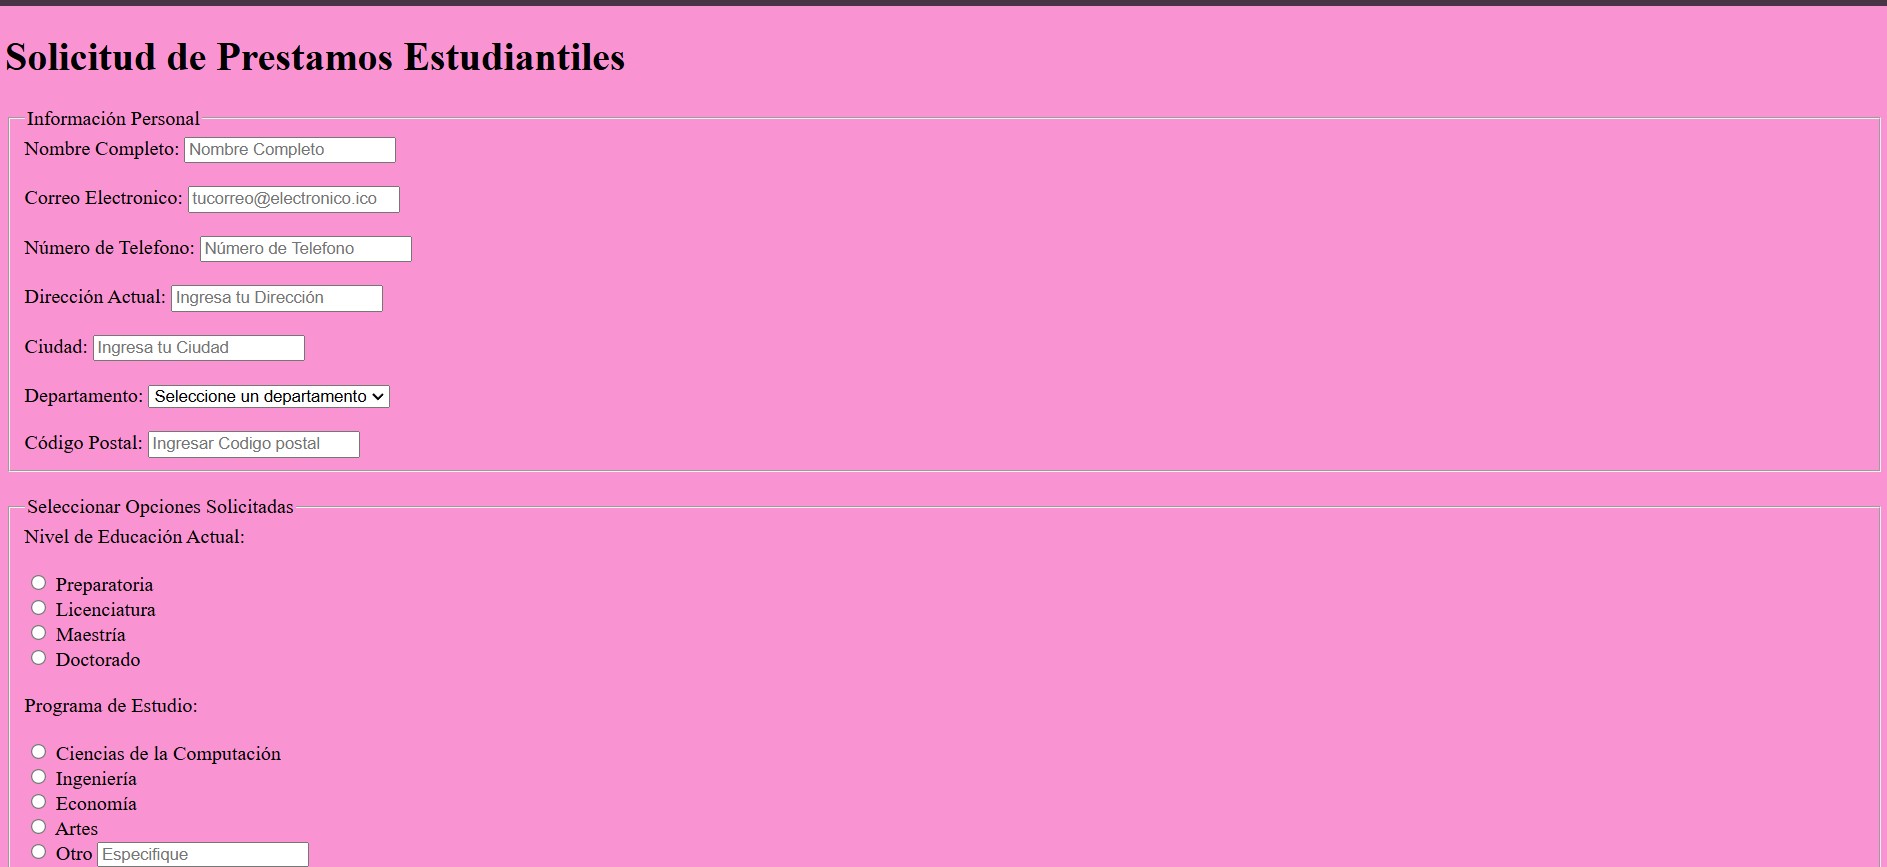 Solicitud de Prestamos Estudiantiles
Información Personal
Nombre Completo: Nombre Completo
Correo Electronico: tucorreo@electronico.ico
Número de Telefono: Número de Telefono
Dirección Actual: Ingresa tu Dirección
Ciudad: Ingresa tu Ciudad
Departamento: Seleccione un departamento
Código Postal: Ingresar Codigo postal
Seleccionar Opciones Solicitadas
Nivel de Educación Actual:
Preparatoria
Licenciatura
Maestría
Doctorado
Programa de Estudio:
Ciencias de la Computación
Ingeniería
Economía
Artes
Otro Especifique